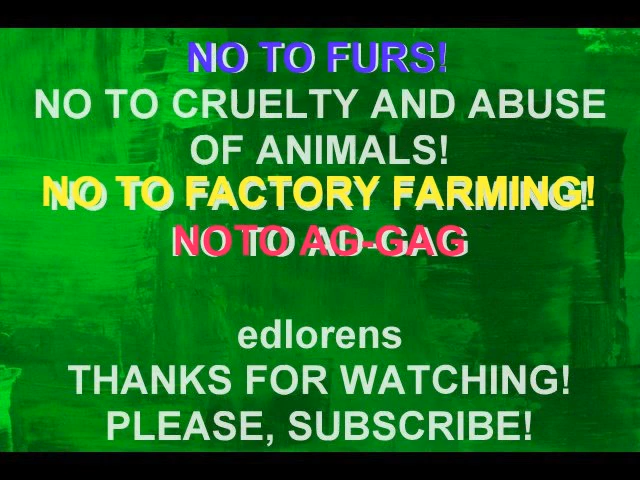 NO TO FURS!
NO TO CRUELTY AND ABUSE
OF ANIMALS!
NO TO FACTORY FARMING!
NO TO AG-GAG
edlorens
THANKS FOR WATCHING!
PLEASE, SUBSCRIBE!